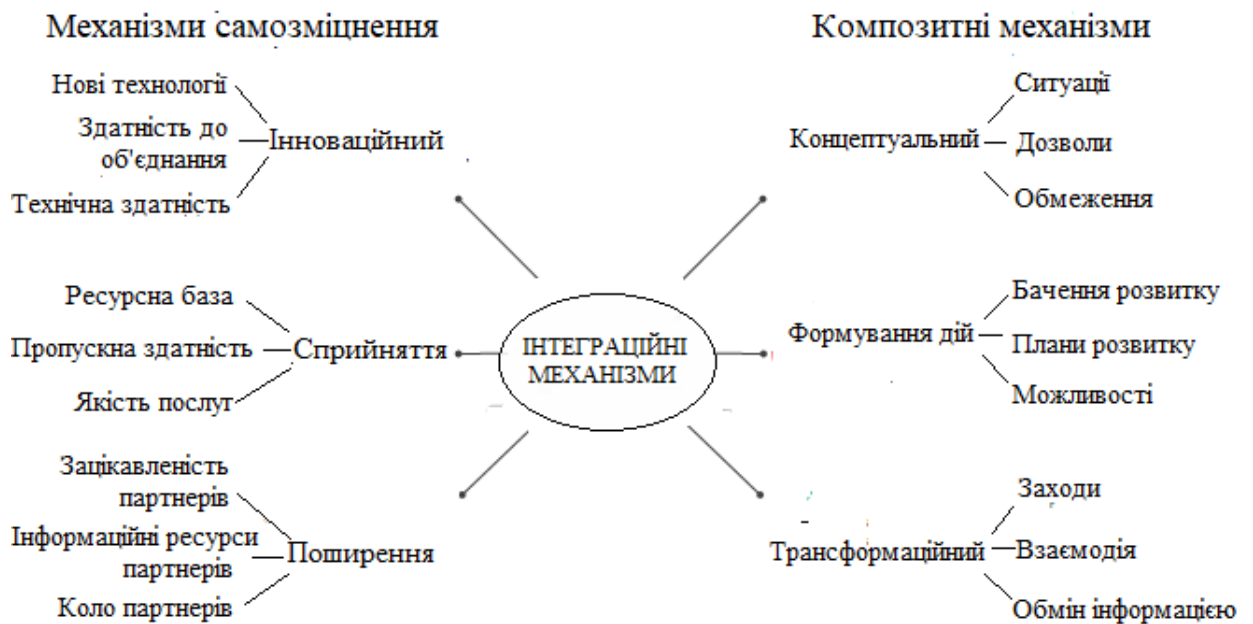 Механізми самозміцнення
Нові технології
Здатність до
об'єднання
Технічна здатність
Інноваційний
Ресурсна база
Пропускна здатність
Якість послуг
Сприйняття
Зацікавленість
партнерів
Інформаційні ресурси
партнерів
Коло партнерів
Поширення
ІНТЕГРАЦІЙНІ
МЕХАНІЗМИ
Композитні механізми
Концептуальний
Ситуації
Дозволи
Обмеження
Формування дій
Бачення розвитку
Плани розвитку
Можливості
Трансформаційний
Заходи
Взаємодія
Обмін інформацією